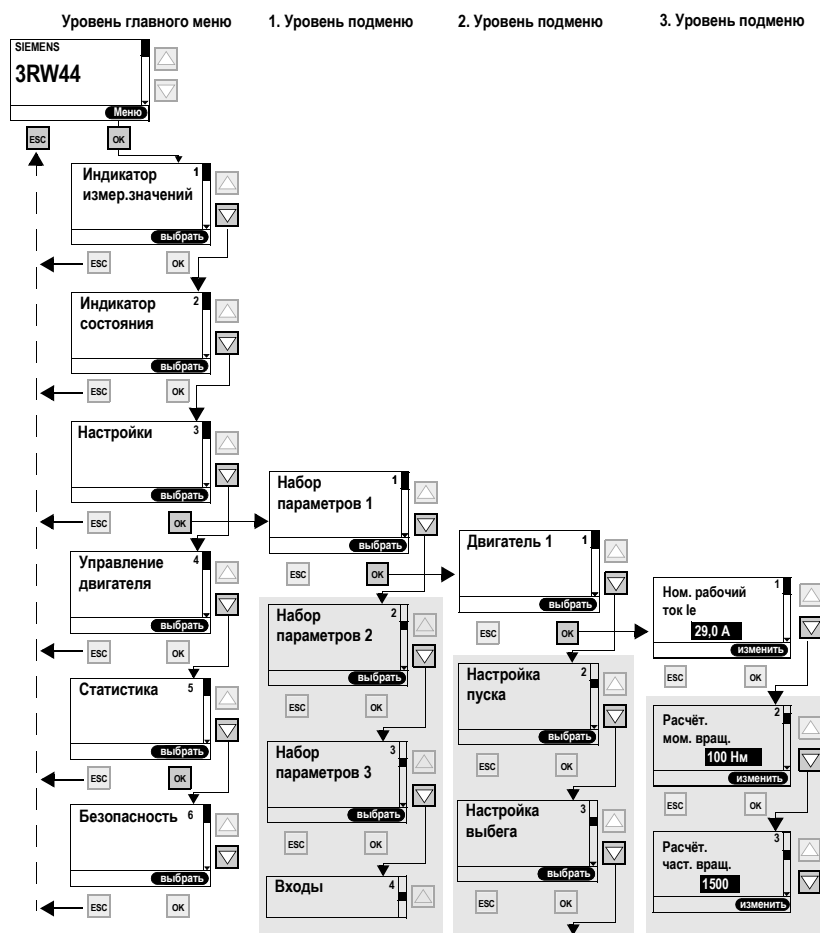 Уровень главного меню
1. Уровень подменю
2. Уровень подменю
3. Уровень подменю
SIEMENS
3RW44
Меню
ESC
OK
Индикатор 1
измер.значений
выбрать
ESC
OK
Индикатор 2
состояния
выбрать
ESC
OK
Настройки 3
выбрать
ESC
OK
Управление 4
двигателя
выбрать
ESC
OK
Статистика 5
выбрать
ESC
OK
Безопасность 6
выбрать
ESC
OK
Набор 1
параметров 1
выбрать
ESC
OK
Набор 2
параметров 2
выбрать
ESC
OK
Набор 3
параметров 3
выбрать
ESC
OK
Входы 4
Двигатель 1 1
выбрать
ESC
OK
Настройка 2
пуска
выбрать
ESC
OK
Настройка 3
выбега
выбрать
ESC
OK
Ном. рабочий 1
ток Ie
29,0 A
изменить
ESC
OK
Расчёт. 2
мом. вращ.
100 Нм
изменить
ESC
OK
Расчёт. 3
част. вращ.
1500
изменить